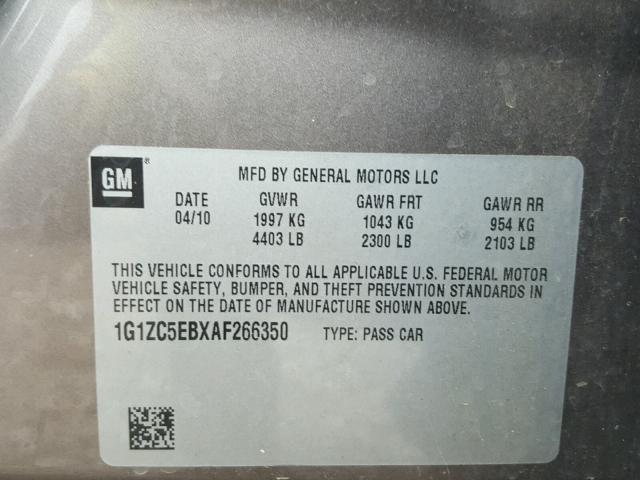 GM®
MFD BY GENERAL MOTORS LLC
DATE GVWR GAWR FRT GAWR RR
04/10 1997 KG 1043 KG 954 KG
4403 LB 2300 LB 2103 LB
THIS VEHICLE CONFORMS TO ALL APPLICABLE U.S. FEDERAL MOTOR
VEHICLE SAFETY, BUMPER, AND THEFT PREVENTION STANDARDS IN
EFFECT ON THE DATE OF MANUFACTURE SHOWN ABOVE.
1G1ZC5EBXAF266350 TYPE: PASS CAR